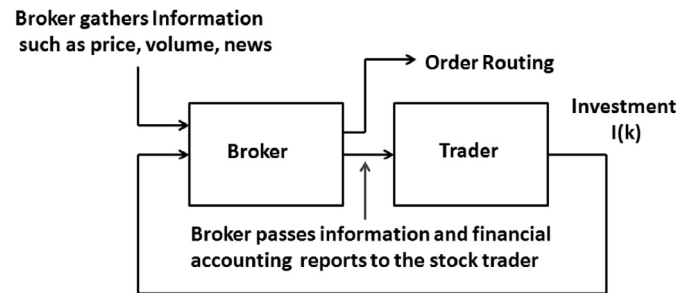 Broker gathers Information
such as price, volume, news
Order Routing
Investment
I(k)
Broker
Trader
Broker passes information and financial
accounting reports to the stock trader